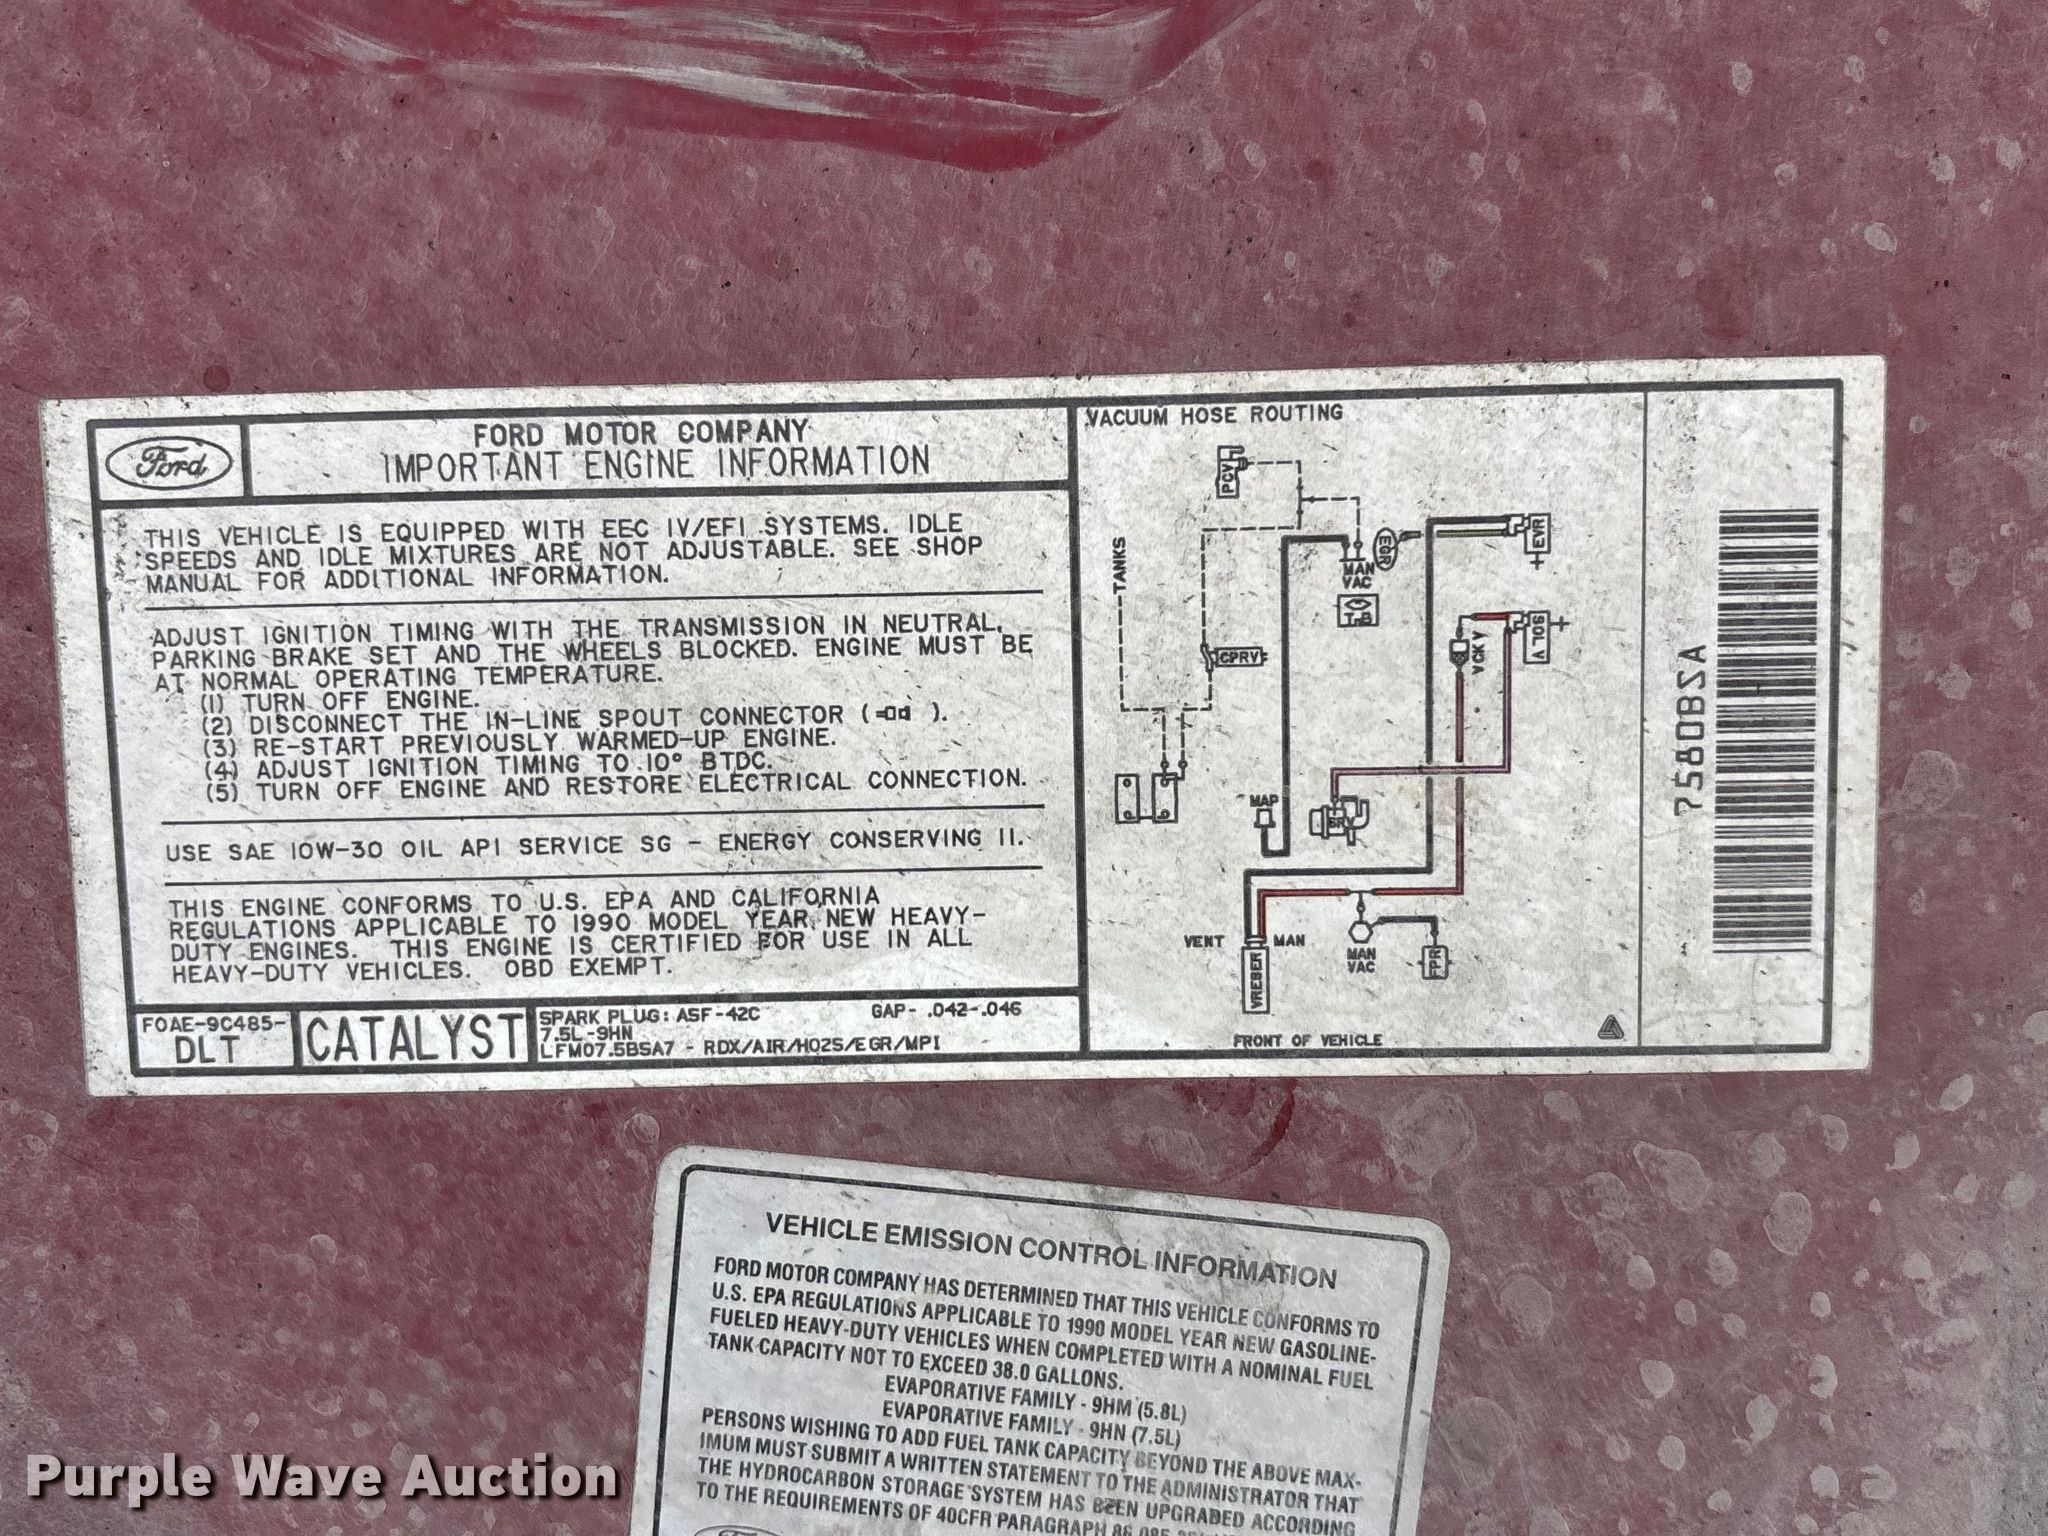 Ford
FORD MOTOR COMPANY
IMPORTANT ENGINE INFORMATION
THIS VEHICLE IS EQUIPPED WITH EEC IV/EFI SYSTEMS. IDLE
SPEEDS AND IDLE MIXTURES ARE NOT ADJUSTABLE. SEE SHOP
MANUAL FOR ADDITIONAL INFORMATION.
ADJUST IGNITION TIMING WITH THE TRANSMISSION IN NEUTRAL,
PARKING BRAKE SET AND THE WHEELS BLOCKED. ENGINE MUST BE
AT NORMAL OPERATING TEMPERATURE.
(1) TURN OFF ENGINE.
(2) DISCONNECT THE IN-LINE SPOUT CONNECTOR ( ).
(3) RE-START PREVIOUSLY WARMED-UP ENGINE.
(4) ADJUST IGNITION TIMING TO 10° BTDC.
(5) TURN OFF ENGINE AND RESTORE ELECTRICAL CONNECTION.
USE SAE 10W-30 OIL API SERVICE SG - ENERGY CONSERVING II.
THIS ENGINE CONFORMS TO U.S. EPA AND CALIFORNIA
REGULATIONS APPLICABLE TO 1990 MODEL YEAR NEW HEAVY-
DUTY ENGINES. THIS ENGINE IS CERTIFIED FOR USE IN ALL
HEAVY-DUTY VEHICLES. OBD EXEMPT.
F0AE-9C485-
DLT
CATALYST
SPARK PLUG: ASF-42C GAP- .042-.046
7.5L-9HN
LFM07.5BSA7 - RDX/AIR/HO2S/EGR/MPI
VACUUM HOSE ROUTING
PCV
TANKS
MAN
VAC
EGR
EVR
T-B
CPRV
VCKV
SOL V
MAP
SRV
VENT
MAN
VREBER
MAN
VAC
FPR
FRONT OF VEHICLE
7580BSA
VEHICLE EMISSION CONTROL INFORMATION
FORD MOTOR COMPANY HAS DETERMINED THAT THIS VEHICLE CONFORMS TO
U.S. EPA REGULATIONS APPLICABLE TO 1990 MODEL YEAR NEW GASOLINE-
FUELED HEAVY-DUTY VEHICLES WHEN COMPLETED WITH A NOMINAL FUEL
TANK CAPACITY NOT TO EXCEED 38.0 GALLONS.
EVAPORATIVE FAMILY - 9HM (5.8L)
EVAPORATIVE FAMILY - 9HN (7.5L)
PERSONS WISHING TO ADD FUEL TANK CAPACITY BEYOND THE ABOVE MAX-
IMUM MUST SUBMIT A WRITTEN STATEMENT TO THE ADMINISTRATOR THAT
THE HYDROCARBON STORAGE SYSTEM HAS BEEN UPGRADED ACCORDING
TO THE REQUIREMENTS OF 40CFR PARAGRAPH
Purple Wave Auction